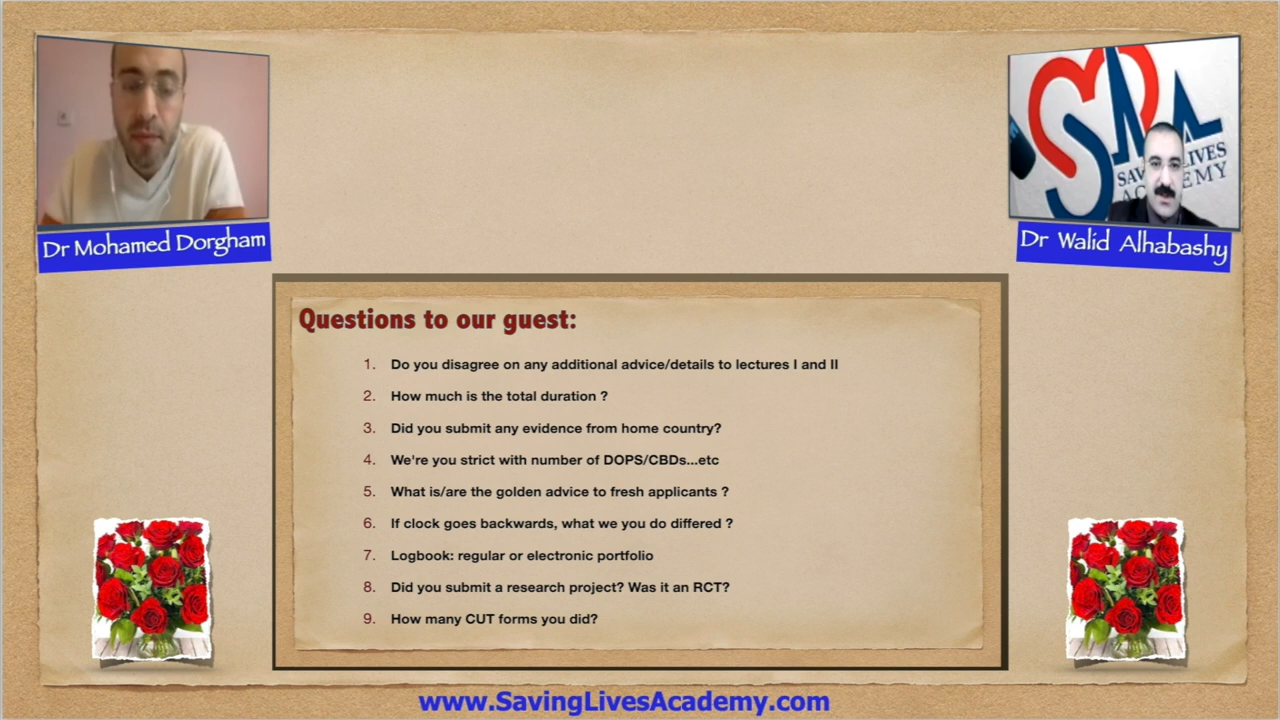 SAV LIVES
AC EMY
Dr Mohamed Dorgham
Dr Walid Alhabashy
Questions to our guest:
1. Do you disagree on any additional advice/details to lectures I and II
2. How much is the total duration ?
3. Did you submit any evidence from home country?
4. We're you strict with number of DOPS/CBDs...etc
5. What is/are the golden advice to fresh applicants ?
6. If clock goes backwards, what we you do differed ?
7. Logbook: regular or electronic portfolio
8. Did you submit a research project? Was it an RCT?
9. How many CUT forms you did?
www.SavingLivesAcademy.com